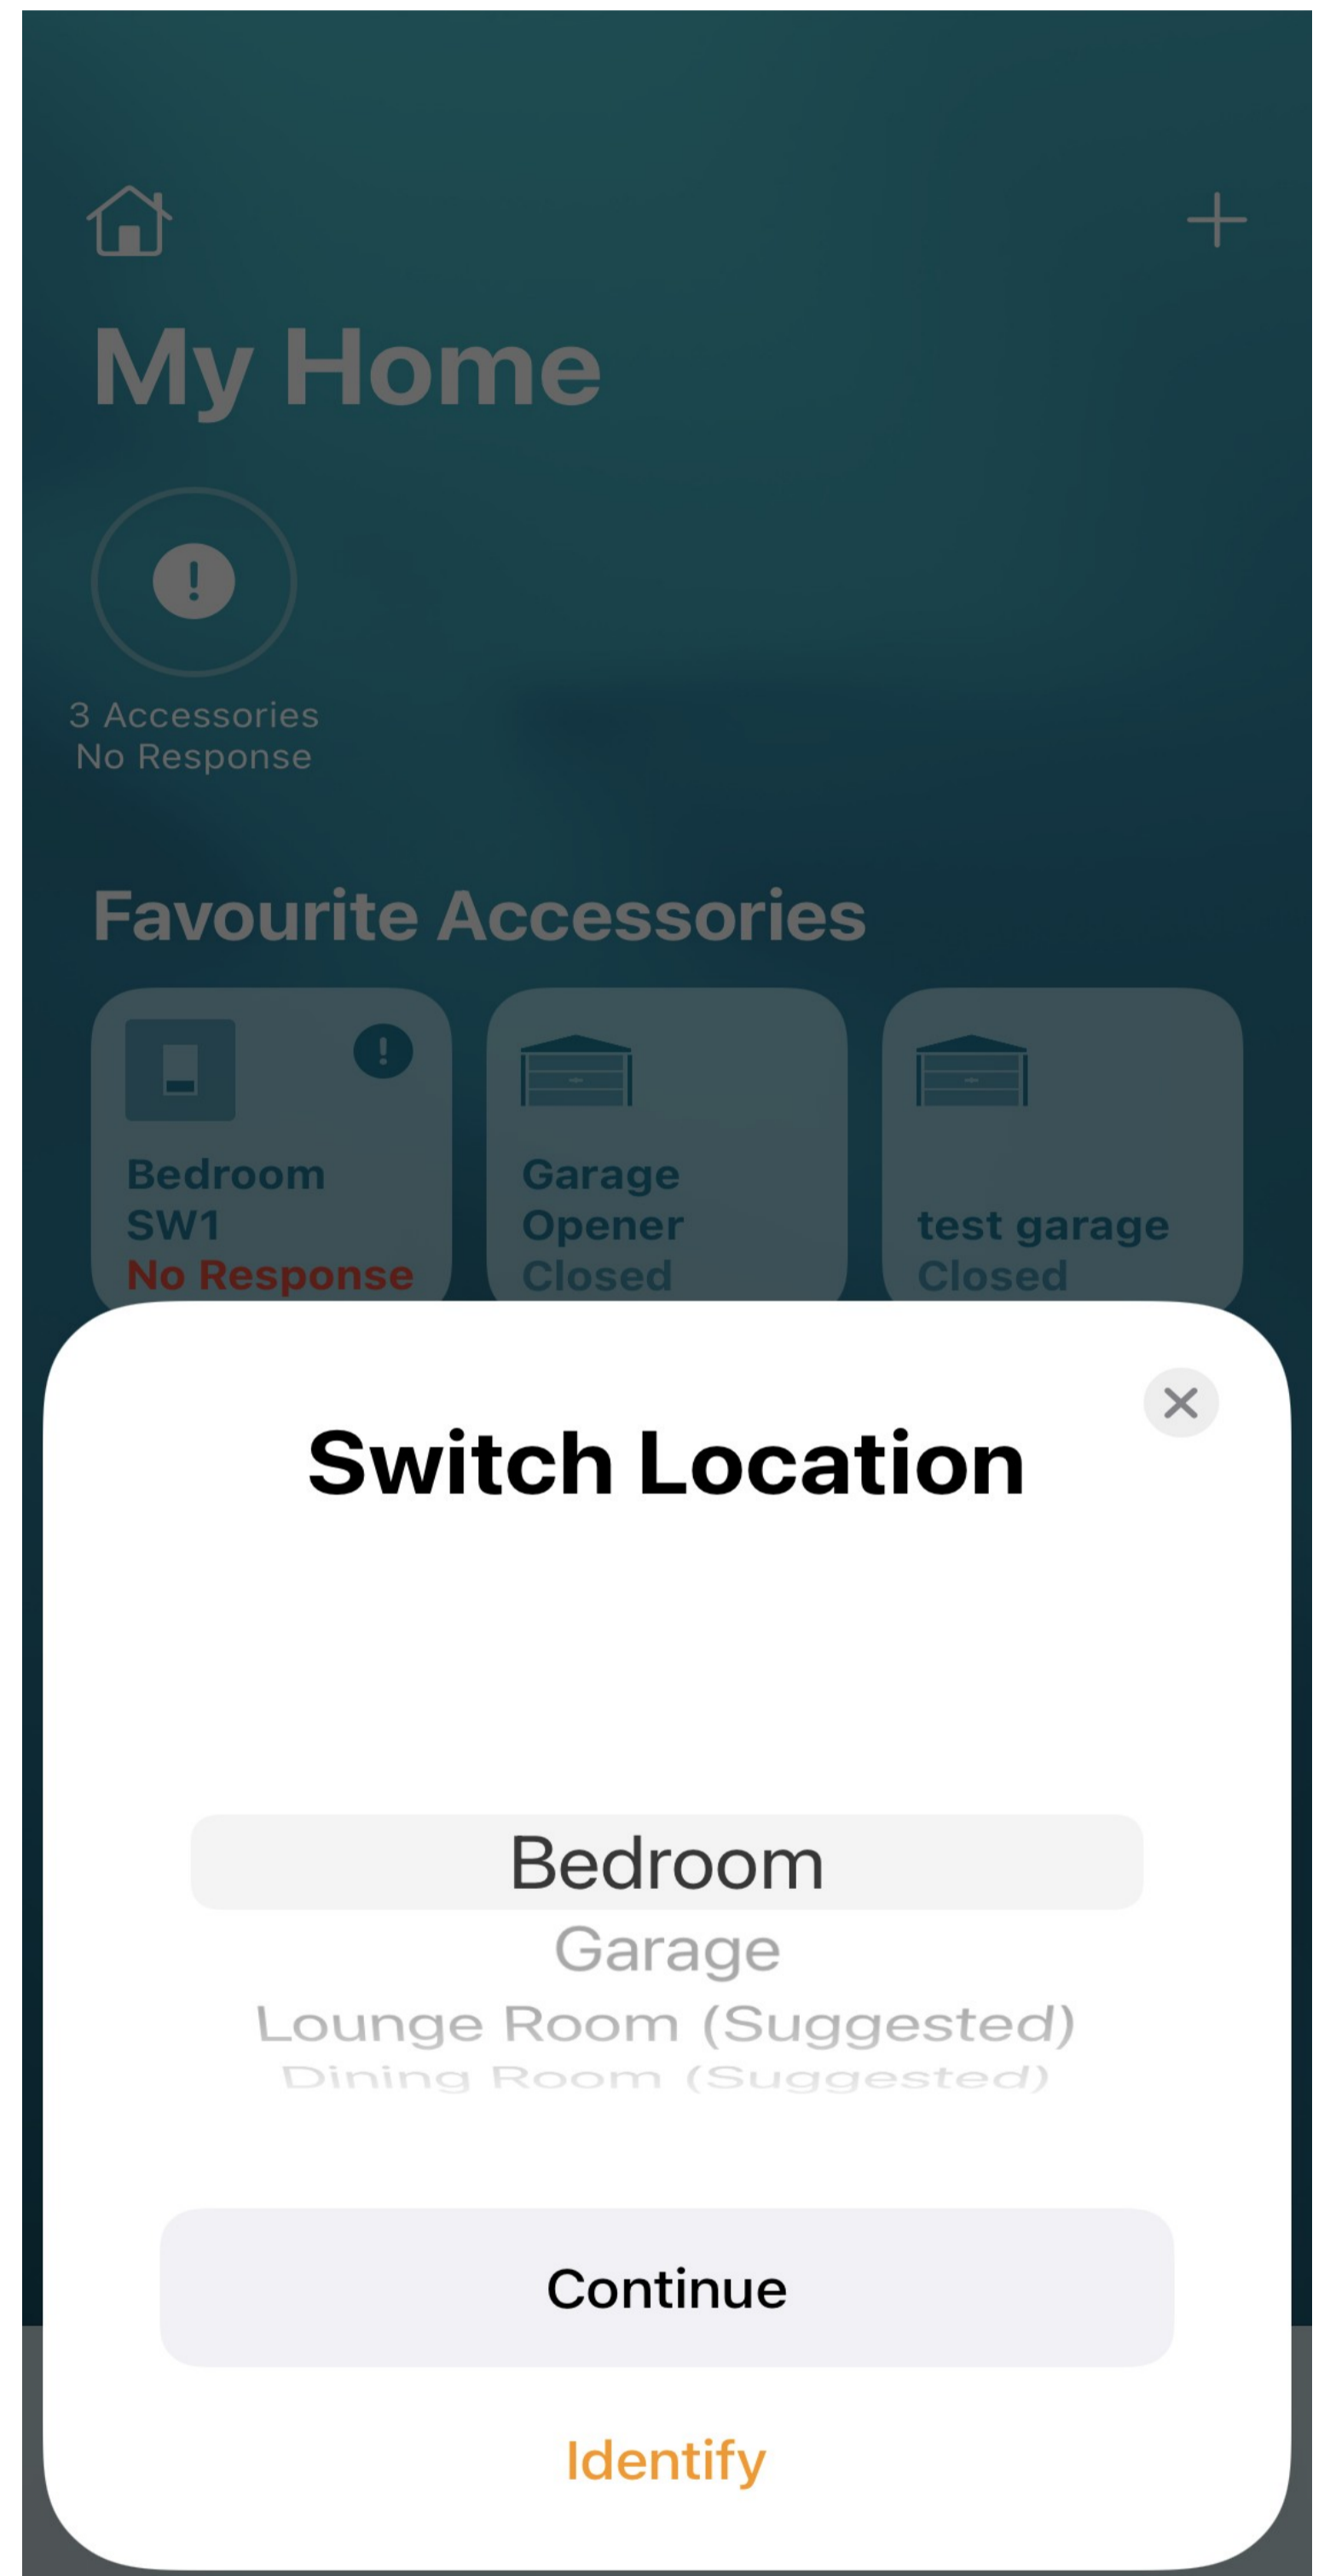 My Home
3 Accessories
No Response
Favourite Accessories
Bedroom
SW1
No Response
Garage
Opener
Closed
test garage
Closed
Switch Location
Bedroom
Garage
Lounge Room (Suggested)
Dining Room (Suggested)
Continue
Identify